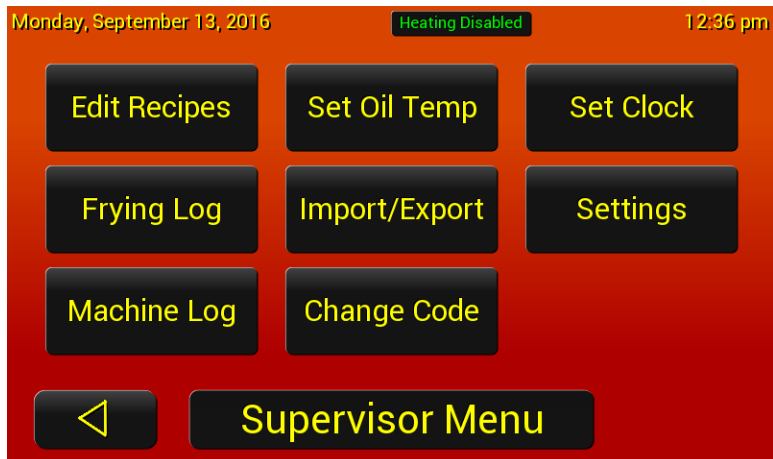 Monday, September 13, 2016 Heating Disabled 12:36 pm
Edit Recipes Set Oil Temp Set Clock
Frying Log Import/Export Settings
Machine Log Change Code
Supervisor Menu